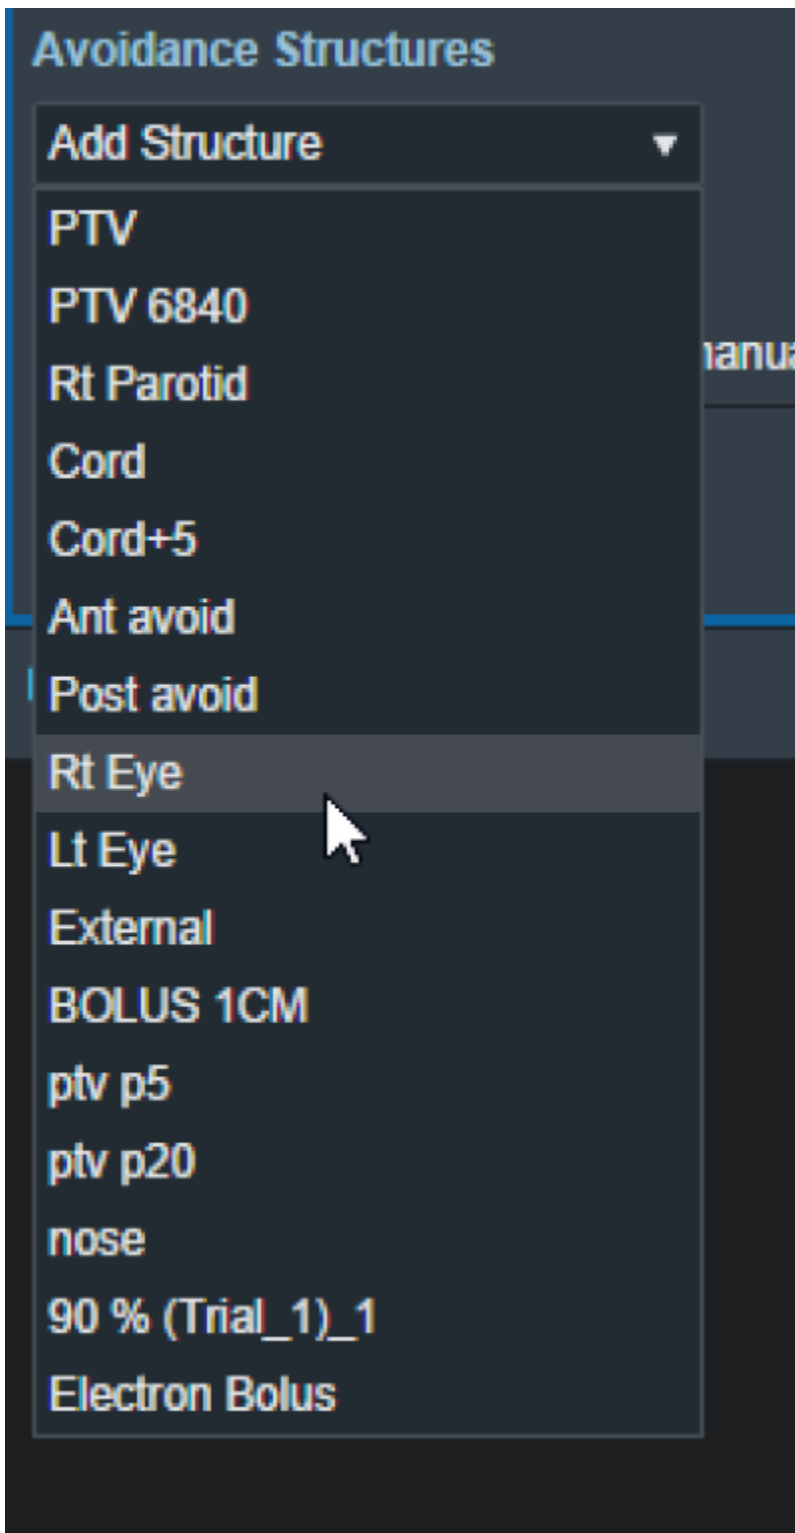 Avoidance Structures
Add Structure
PTV
PTV 6840
Rt Parotid
Cord
Cord+5
Ant avoid
Post avoid
Rt Eye
Lt Eye
External
BOLUS 1CM
ptv p5
ptv p20
nose
90 % (Trial_1)_1
Electron Bolus